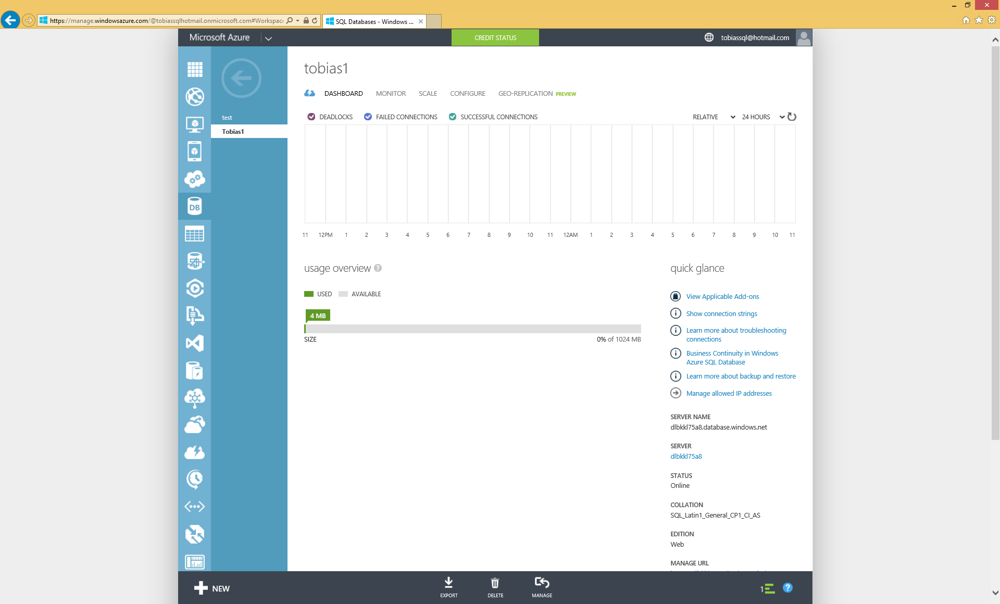 https://manage.windowsazure.com/@tobiassqlhotmail.onmicrosoft.com#Workspac
SQL Databases - Windows ...
Microsoft Azure
CREDIT STATUS
tobiassql@hotmail.com
test
Tobias1
tobias1
DASHBOARD MONITOR SCALE CONFIGURE GEO-REPLICATION PREVIEW
DEADLOCKS FAILED CONNECTIONS SUCCESSFUL CONNECTIONS RELATIVE 24 HOURS
11 12PM 1 2 3 4 5 6 7 8 9 10 11 12AM 1 2 3 4 5 6 7 8 9 10 11
usage overview ?
USED AVAILABLE
4 MB
SIZE 0% of 1024 MB
quick glance
View Applicable Add-ons
Show connection strings
Learn more about troubleshooting
connections
Business Continuity in Windows
Azure SQL Database
Learn more about backup and restore
Manage allowed IP addresses
SERVER NAME
dlbkkl75a8.database.windows.net
SERVER
dlbkkl75a8
STATUS
Online
COLLATION
SQL_Latin1_General_CP1_CI_AS
EDITION
Web
MANAGE URL
DB
NEW
EXPORT
DELETE
MANAGE
1
?